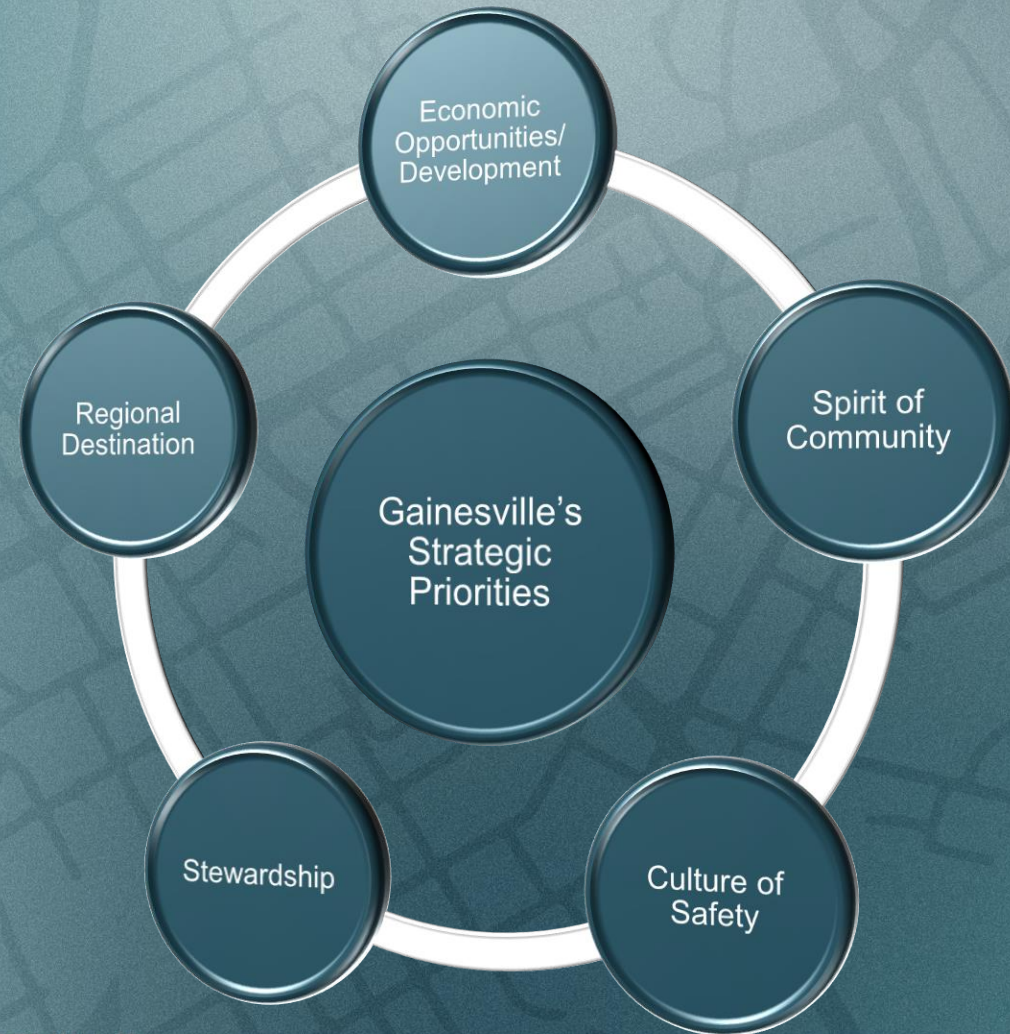 Economic
Opportunities/
Development
Spirit of
Community
Culture of
Safety
Stewardship
Regional
Destination
Gainesville’s
Strategic
Priorities